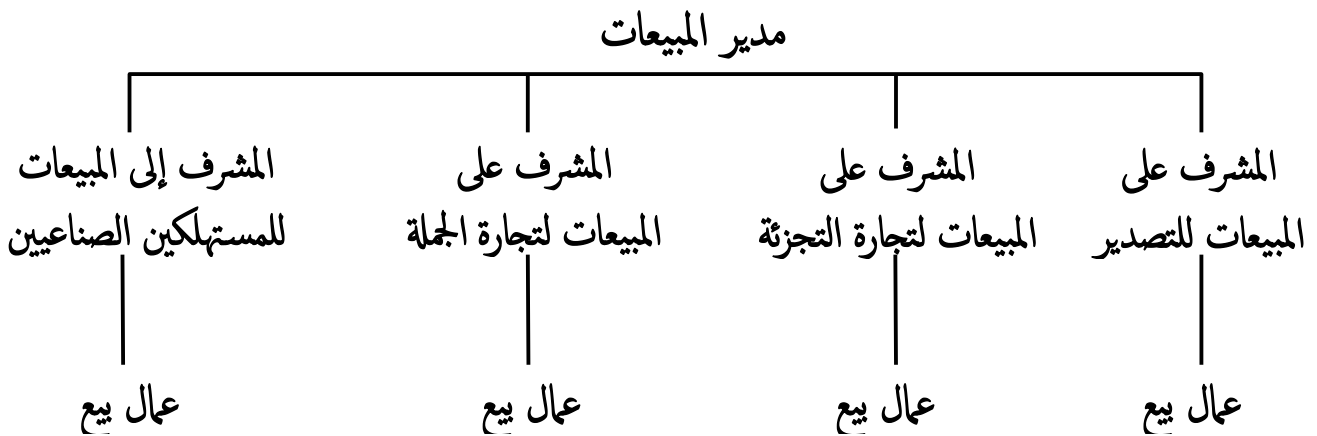 مدير المبيعات
المشرف على
المبيعات للتصدير
المشرف على
المبيعات لتجارة التجزئة
المشرف على
المبيعات لتجارة الجملة
المشرف إلى المبيعات
للمستهلكين الصناعيين
عمال بيع
عمال بيع
عمال بيع
عمال بيع